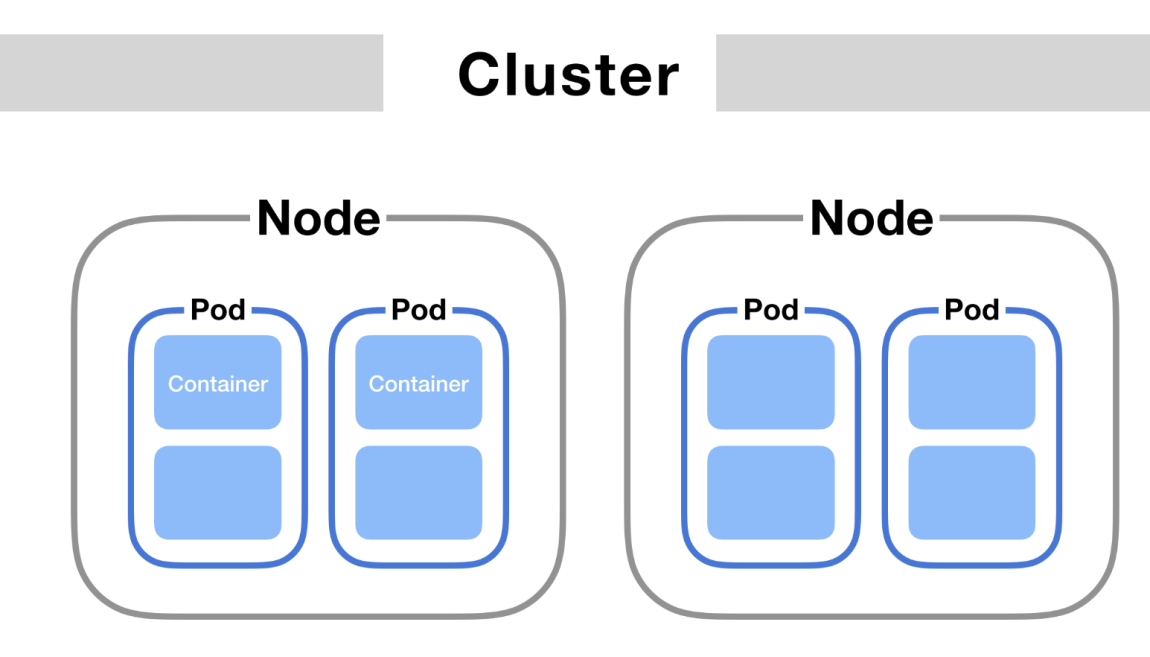 Cluster
Node
Node
Pod
Pod
Pod
Pod
Container
Container